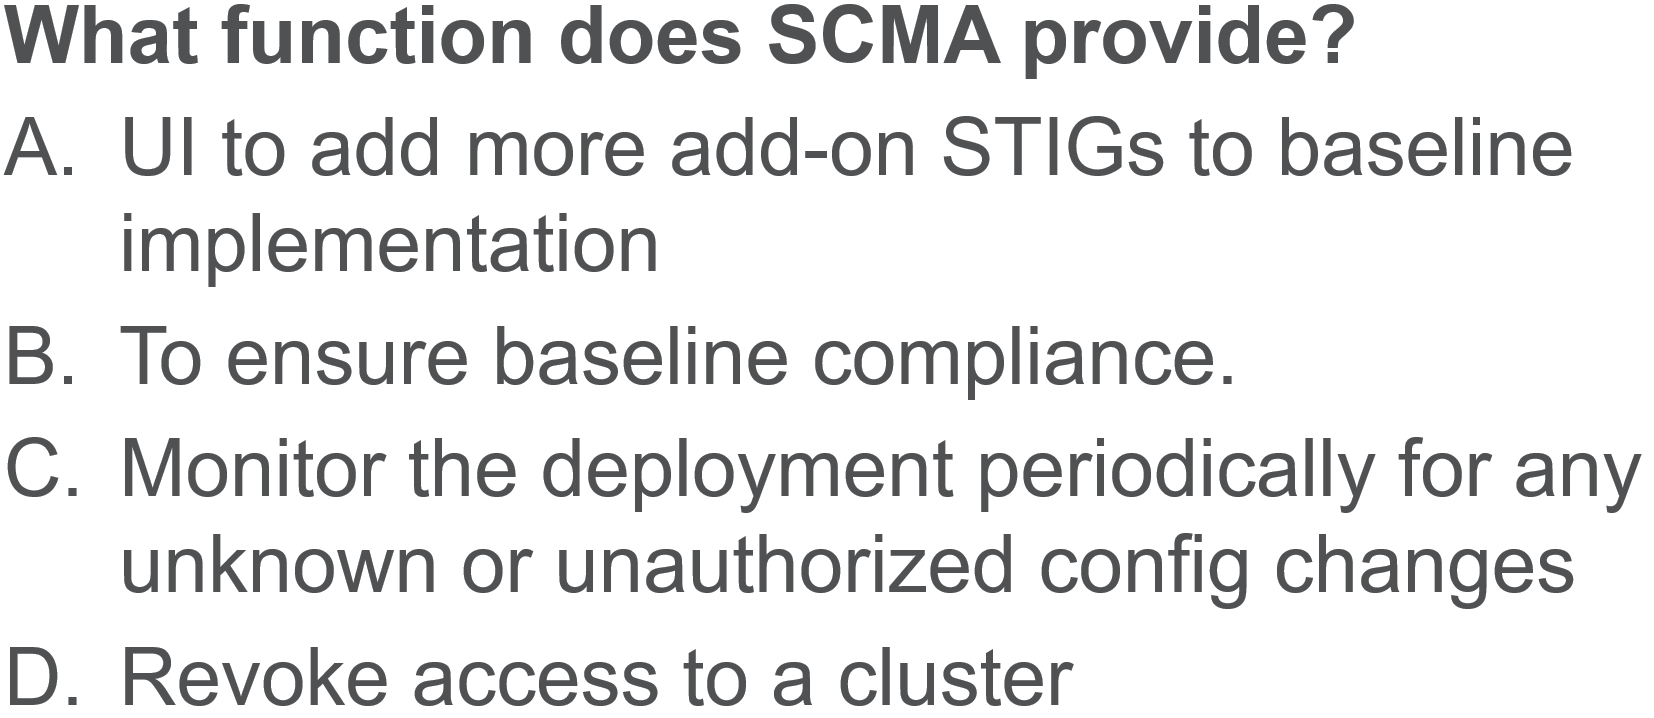 What function does SCMA provide?
A. UI to add more add-on STIGs to baseline
implementation
B. To ensure baseline compliance.
C. Monitor the deployment periodically for any
unknown or unauthorized config changes
D. Revoke access to a cluster